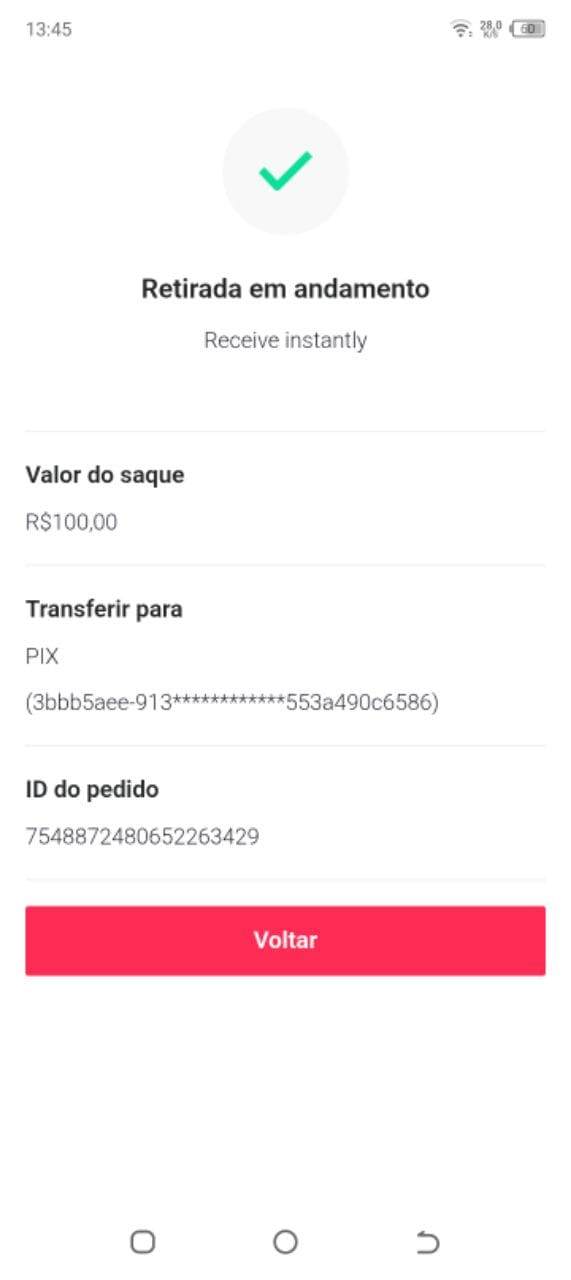 13:45
28,0
K/S
60
Retirada em andamento
Receive instantly
Valor do saque
R$100,00
Transferir para
PIX
(3bbb5aee-913************553a490c6586)
ID do pedido
7548872480652263429
Voltar